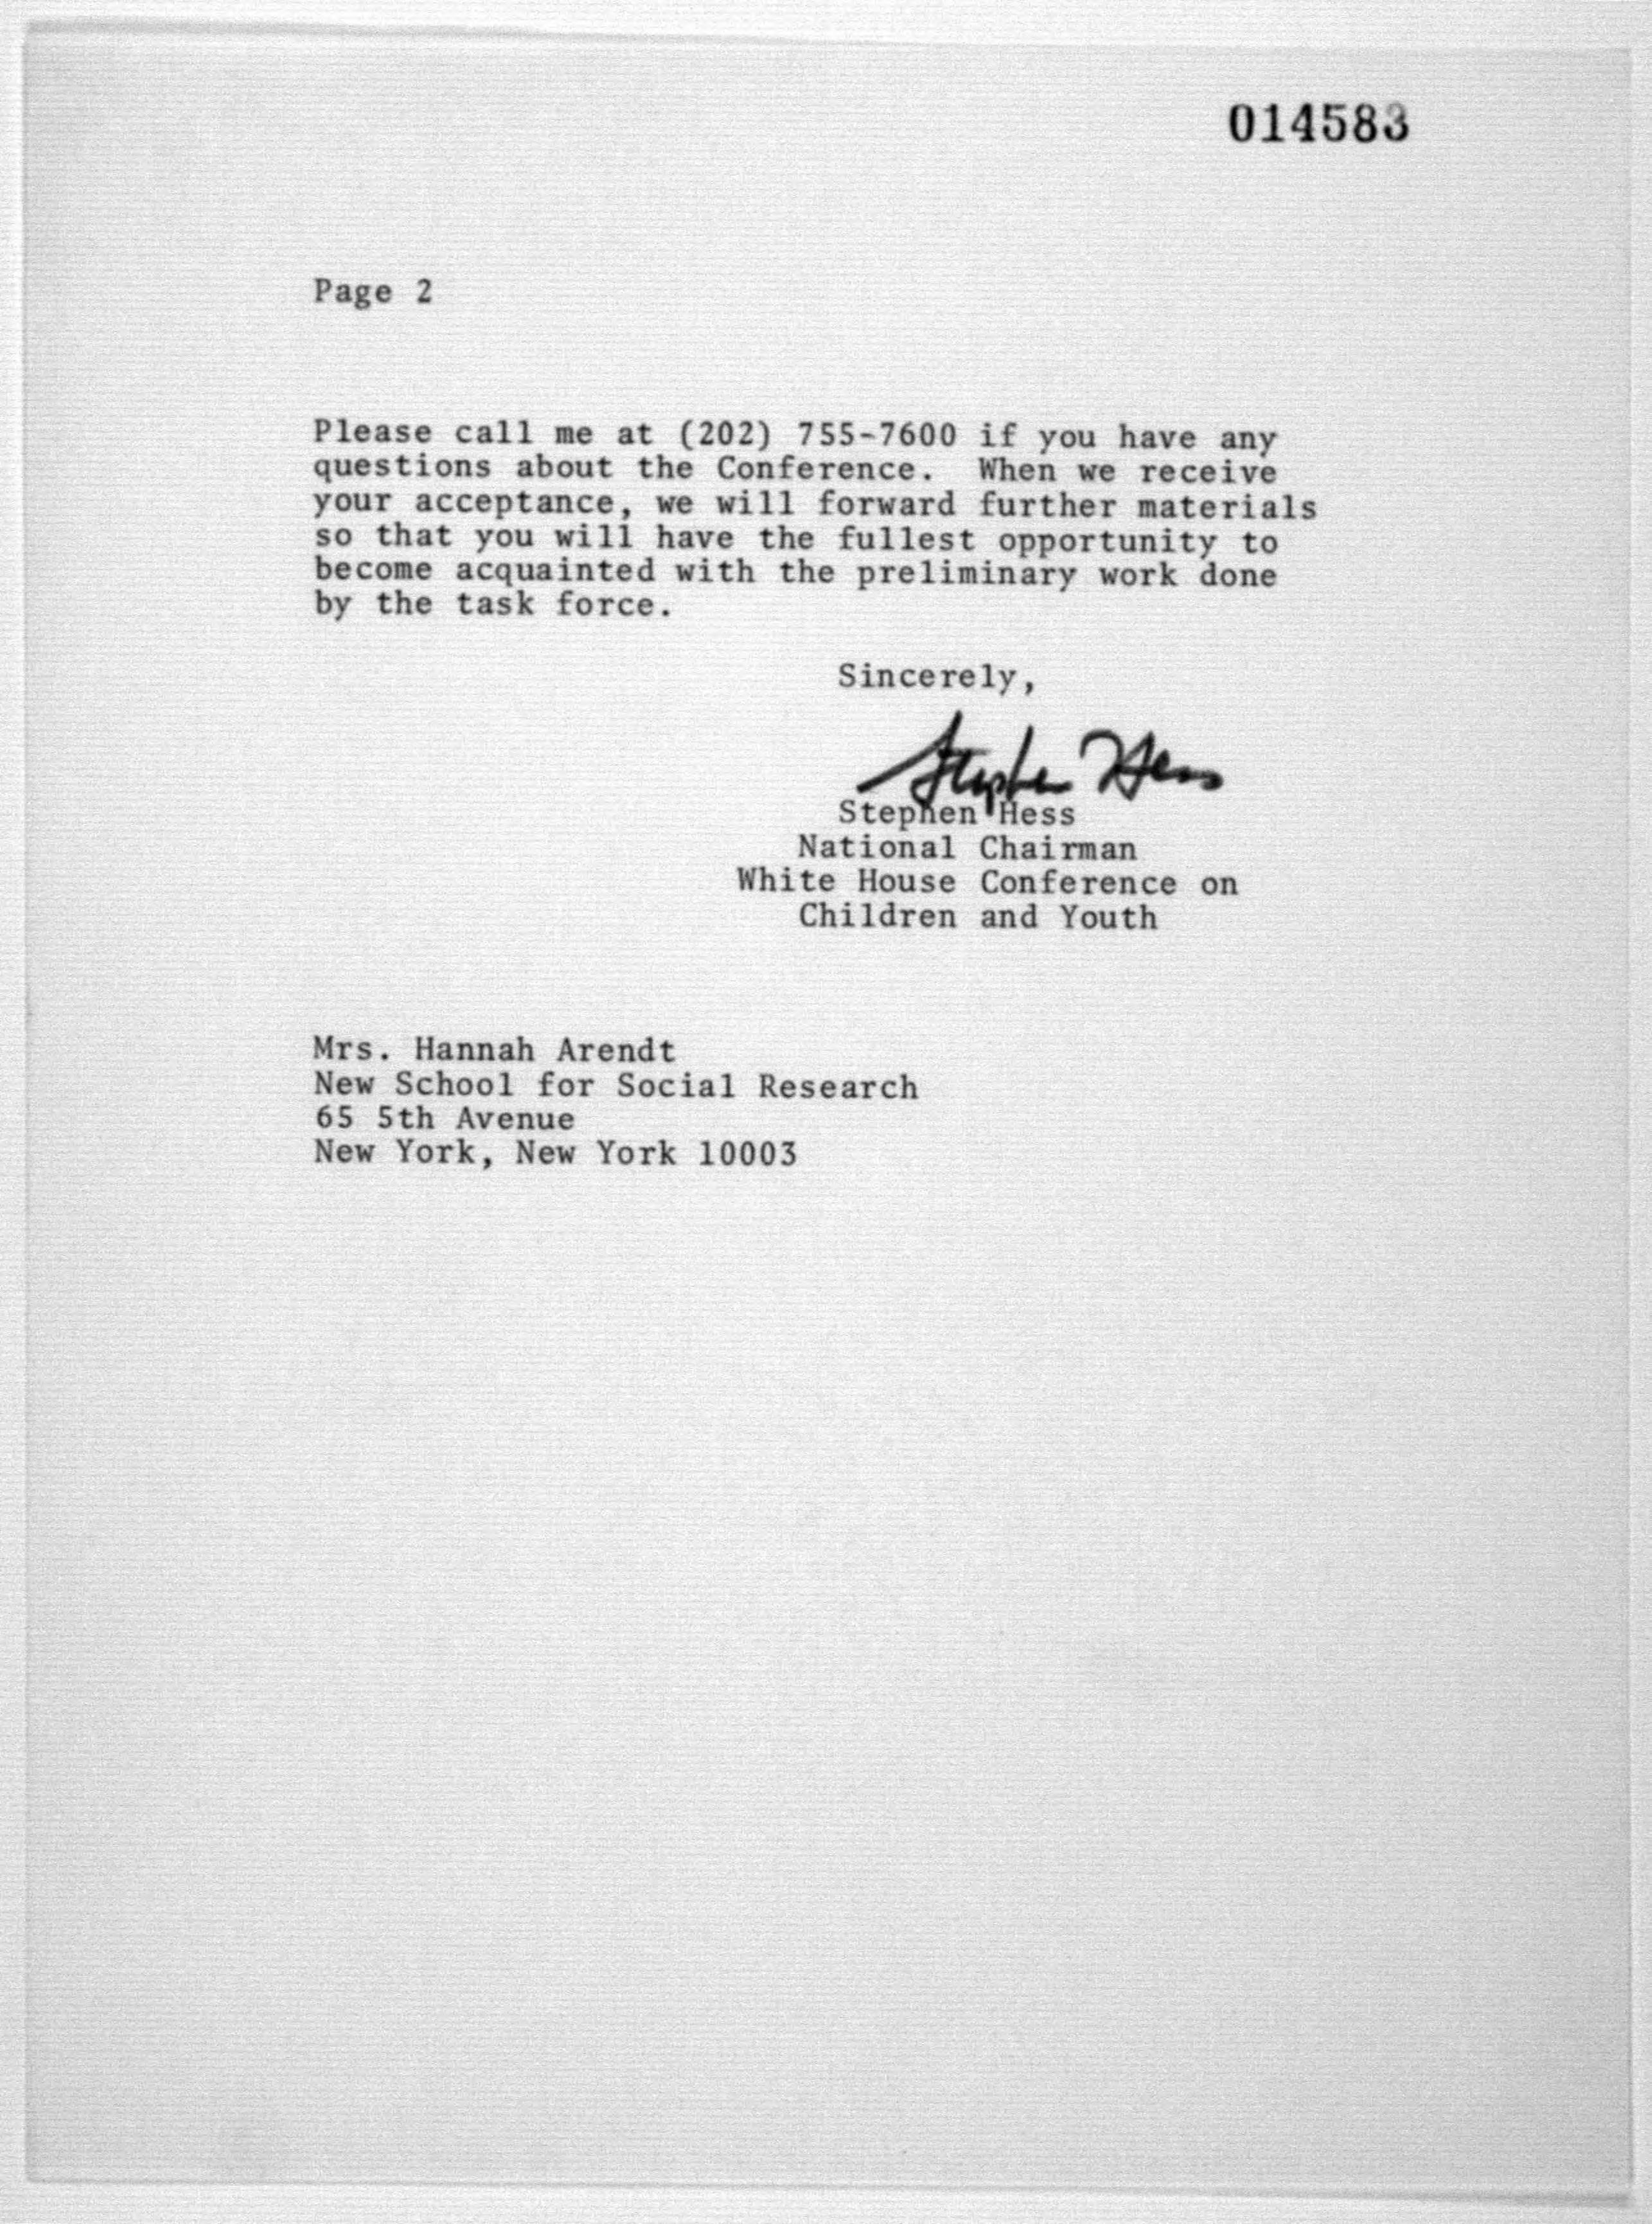 014583
Page 2
Please call me at (202) 755-7600 if you have any
questions about the Conference.  When we receive
your acceptance, we will forward further materials
so that you will have the fullest opportunity to
become acquainted with the preliminary work done
by the task force.
Sincerely,
Stephen Hess
Stephen Hess
National Chairman
White House Conference on
Children and Youth
Mrs. Hannah Arendt
New School for Social Research
65 5th Avenue
New York, New York 10003